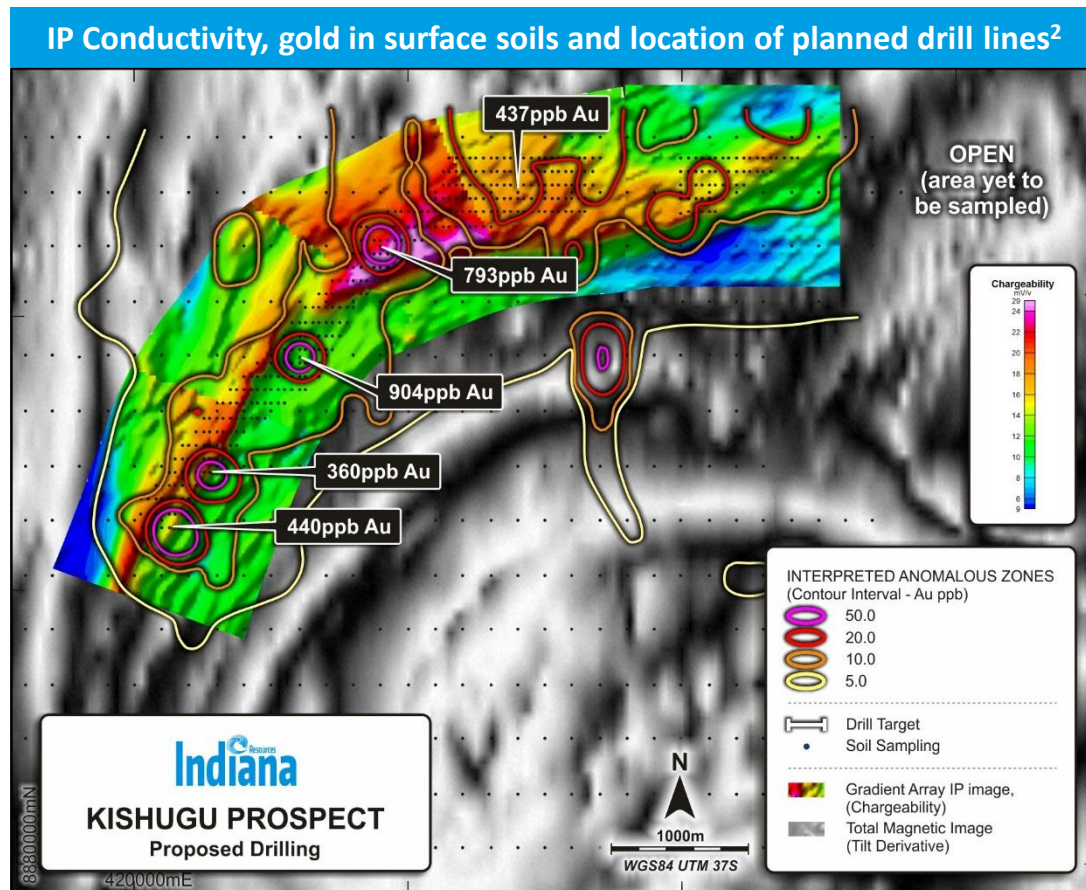 IP Conductivity, gold in surface soils and location of planned drill lines²
437ppb Au
OPEN
(area yet to
be sampled)
793ppb Au
Chargeability
mV/v
29
24
22
20
18
16
14
12
10
8
6
9
904ppb Au
360ppb Au
440ppb Au
INTERPRETED ANOMALOUS ZONES
(Contour Interval - Au ppb)
50.0
20.0
10.0
5.0
Drill Target
Soil Sampling
Gradient Array IP image,
(Chargeability)
Total Magnetic Image
(Tilt Derivative)
Resources
Indiana
KISHUGU PROSPECT
Proposed Drilling
N
1000m
WGS84 UTM 37S
8880000mN
420000mE